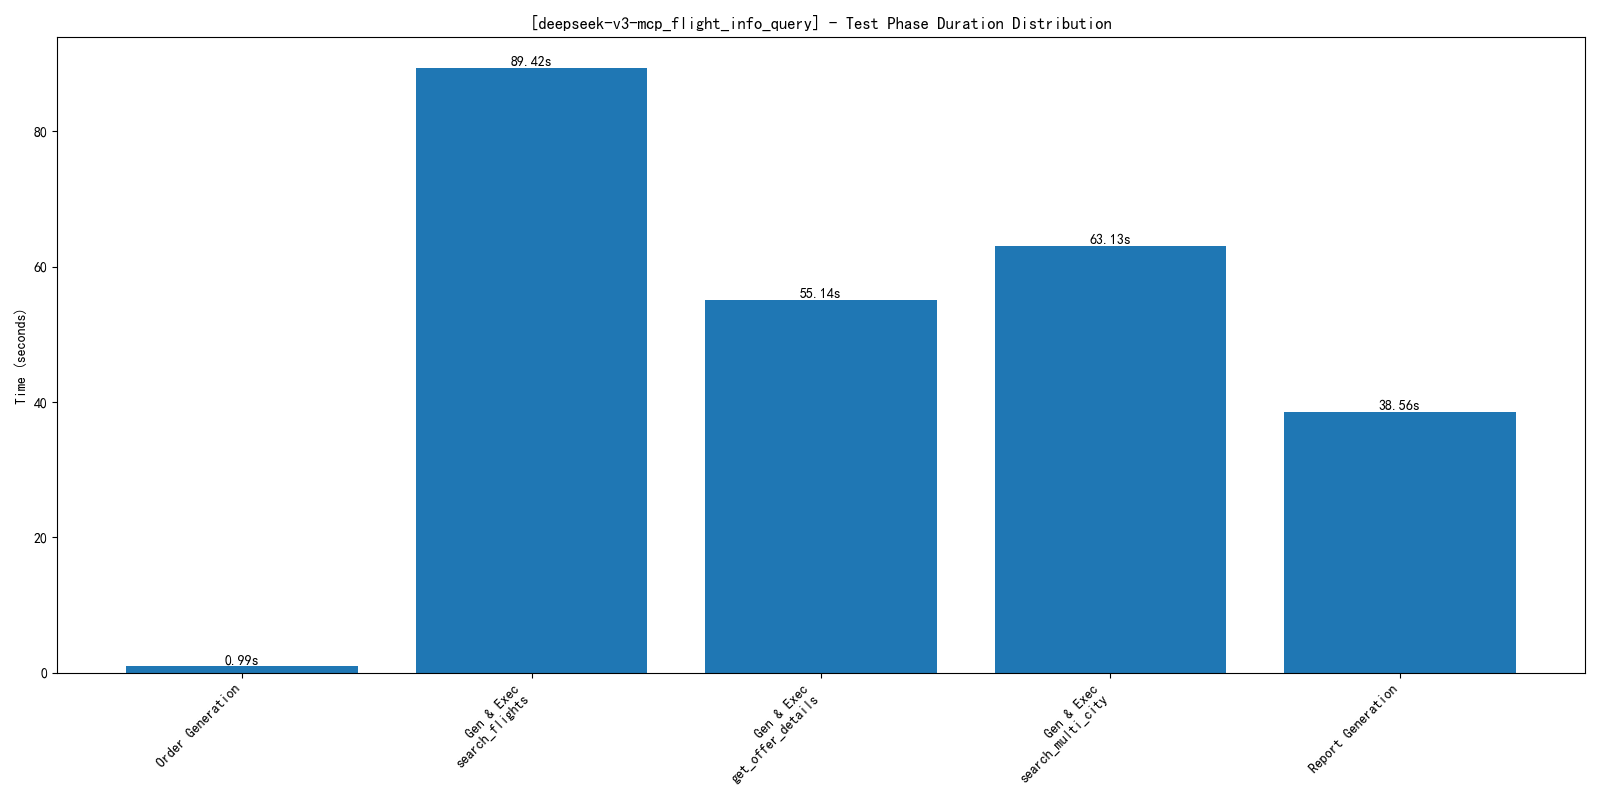 [deepseek-v3-mcp_flight_info_query] - Test Phase Duration Distribution
Time (seconds)
80
60
40
20
0
0.99s
89.42s
55.14s
63.13s
38.56s
Order Generation
Gen & Exec
search_flights
Gen & Exec
get_offer_details
Gen & Exec
search_multi_city
Report Generation